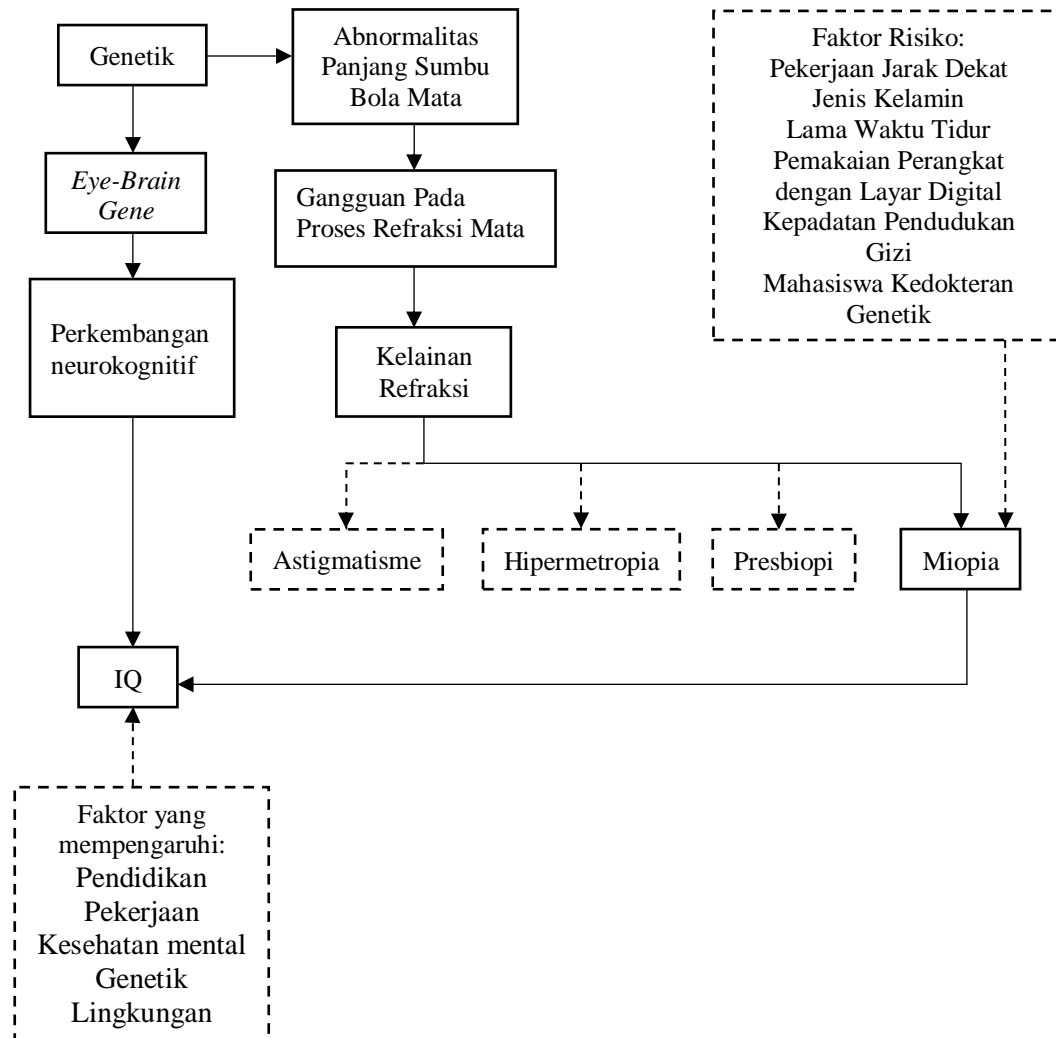 Genetik
Abnormalitas
Panjang Sumbu
Bola Mata
Faktor Risiko:
Pekerjaan Jarak Dekat
Jenis Kelamin
Lama Waktu Tidur
Pemakaian Perangkat
dengan Layar Digital
Kepadatan Pendudukan
Gizi
Mahasiswa Kedokteran
Genetik
Eye-Brain
Gene
Gangguan Pada
Proses Refraksi Mata
Perkembangan
neurokognitif
Kelainan
Refraksi
Astigmatisme
Hipermetropia
Presbiopi
Miopia
IQ
Faktor yang
mempengaruhi:
Pendidikan
Pekerjaan
Kesehatan mental
Genetik
Lingkungan